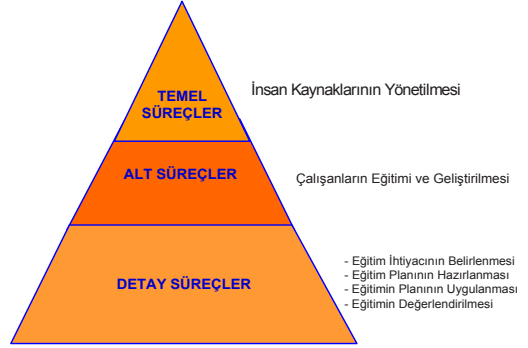 TEMEL
SÜREÇLER
İnsan Kaynaklarının Yönetilmesi
ALT SÜREÇLER
Çalışanların Eğitimi ve Geliştirilmesi
DETAY SÜREÇLER
- Eğitim İhtiyacının Belirlenmesi
- Eğitim Planının Hazırlanması
- Eğitimin Planının Uygulanması
- Eğitimin Değerlendirilmesi